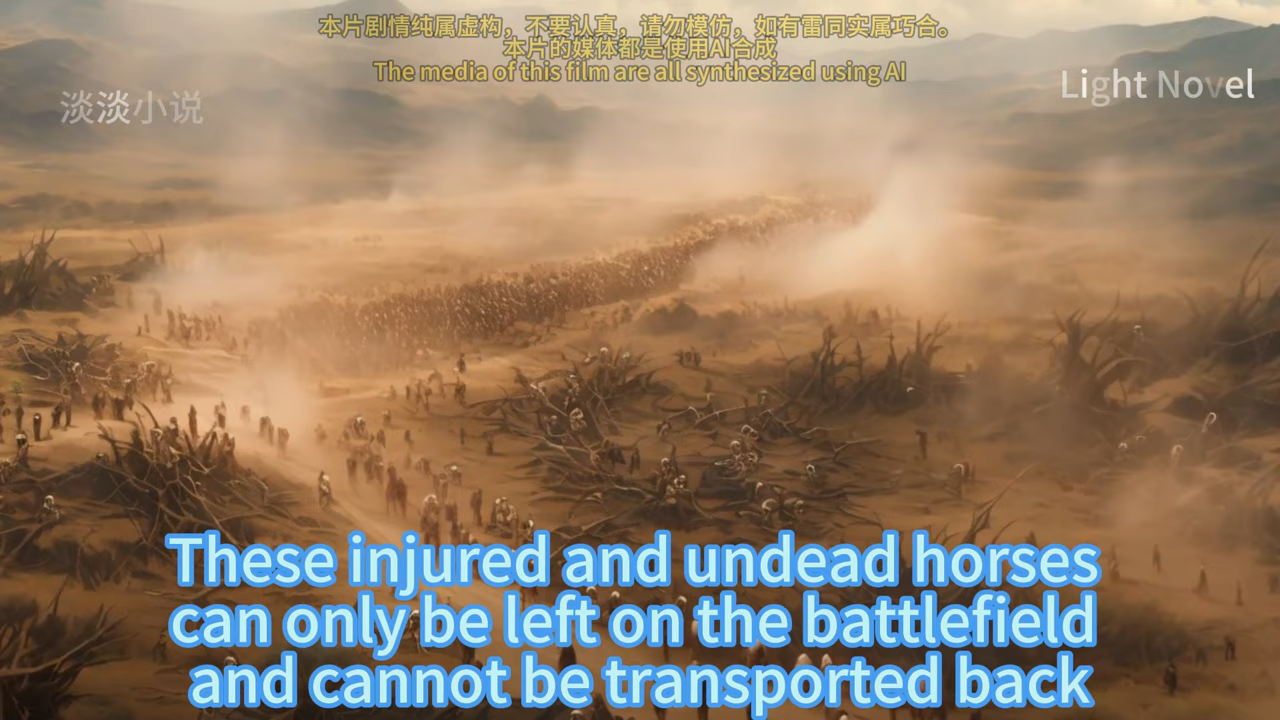 本片剧情纯属虚构，不要认真，请勿模仿，如有雷同实属巧合。
本片的媒体都是使用AI合成
The media of this film are all synthesized using AI
Light Novel
淡淡小说
These injured and undead horses
can only be left on the battlefield
and cannot be transported back